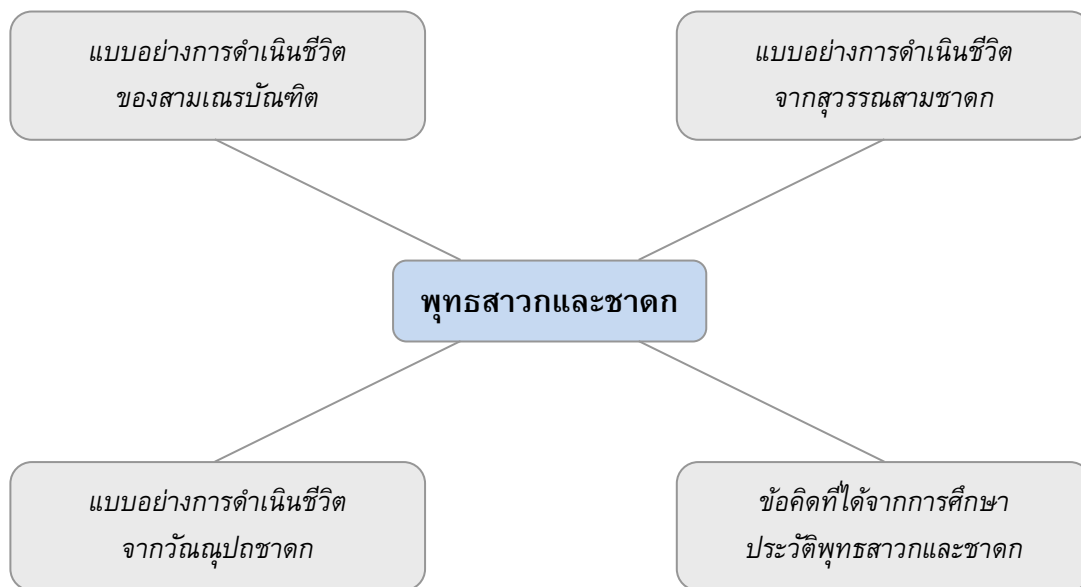 แบบอย่างการดำเนินชีวิต
ของสามเณรบัณฑิต
แบบอย่างการดำเนินชีวิต
จากสุวรรณสามชาดก
พุทธสาวกและชาดก
แบบอย่างการดำเนินชีวิต
จากวัณณุปถชาดก
ข้อคิดที่ได้จากการศึกษา
ประวัติพุทธสาวกและชาดก